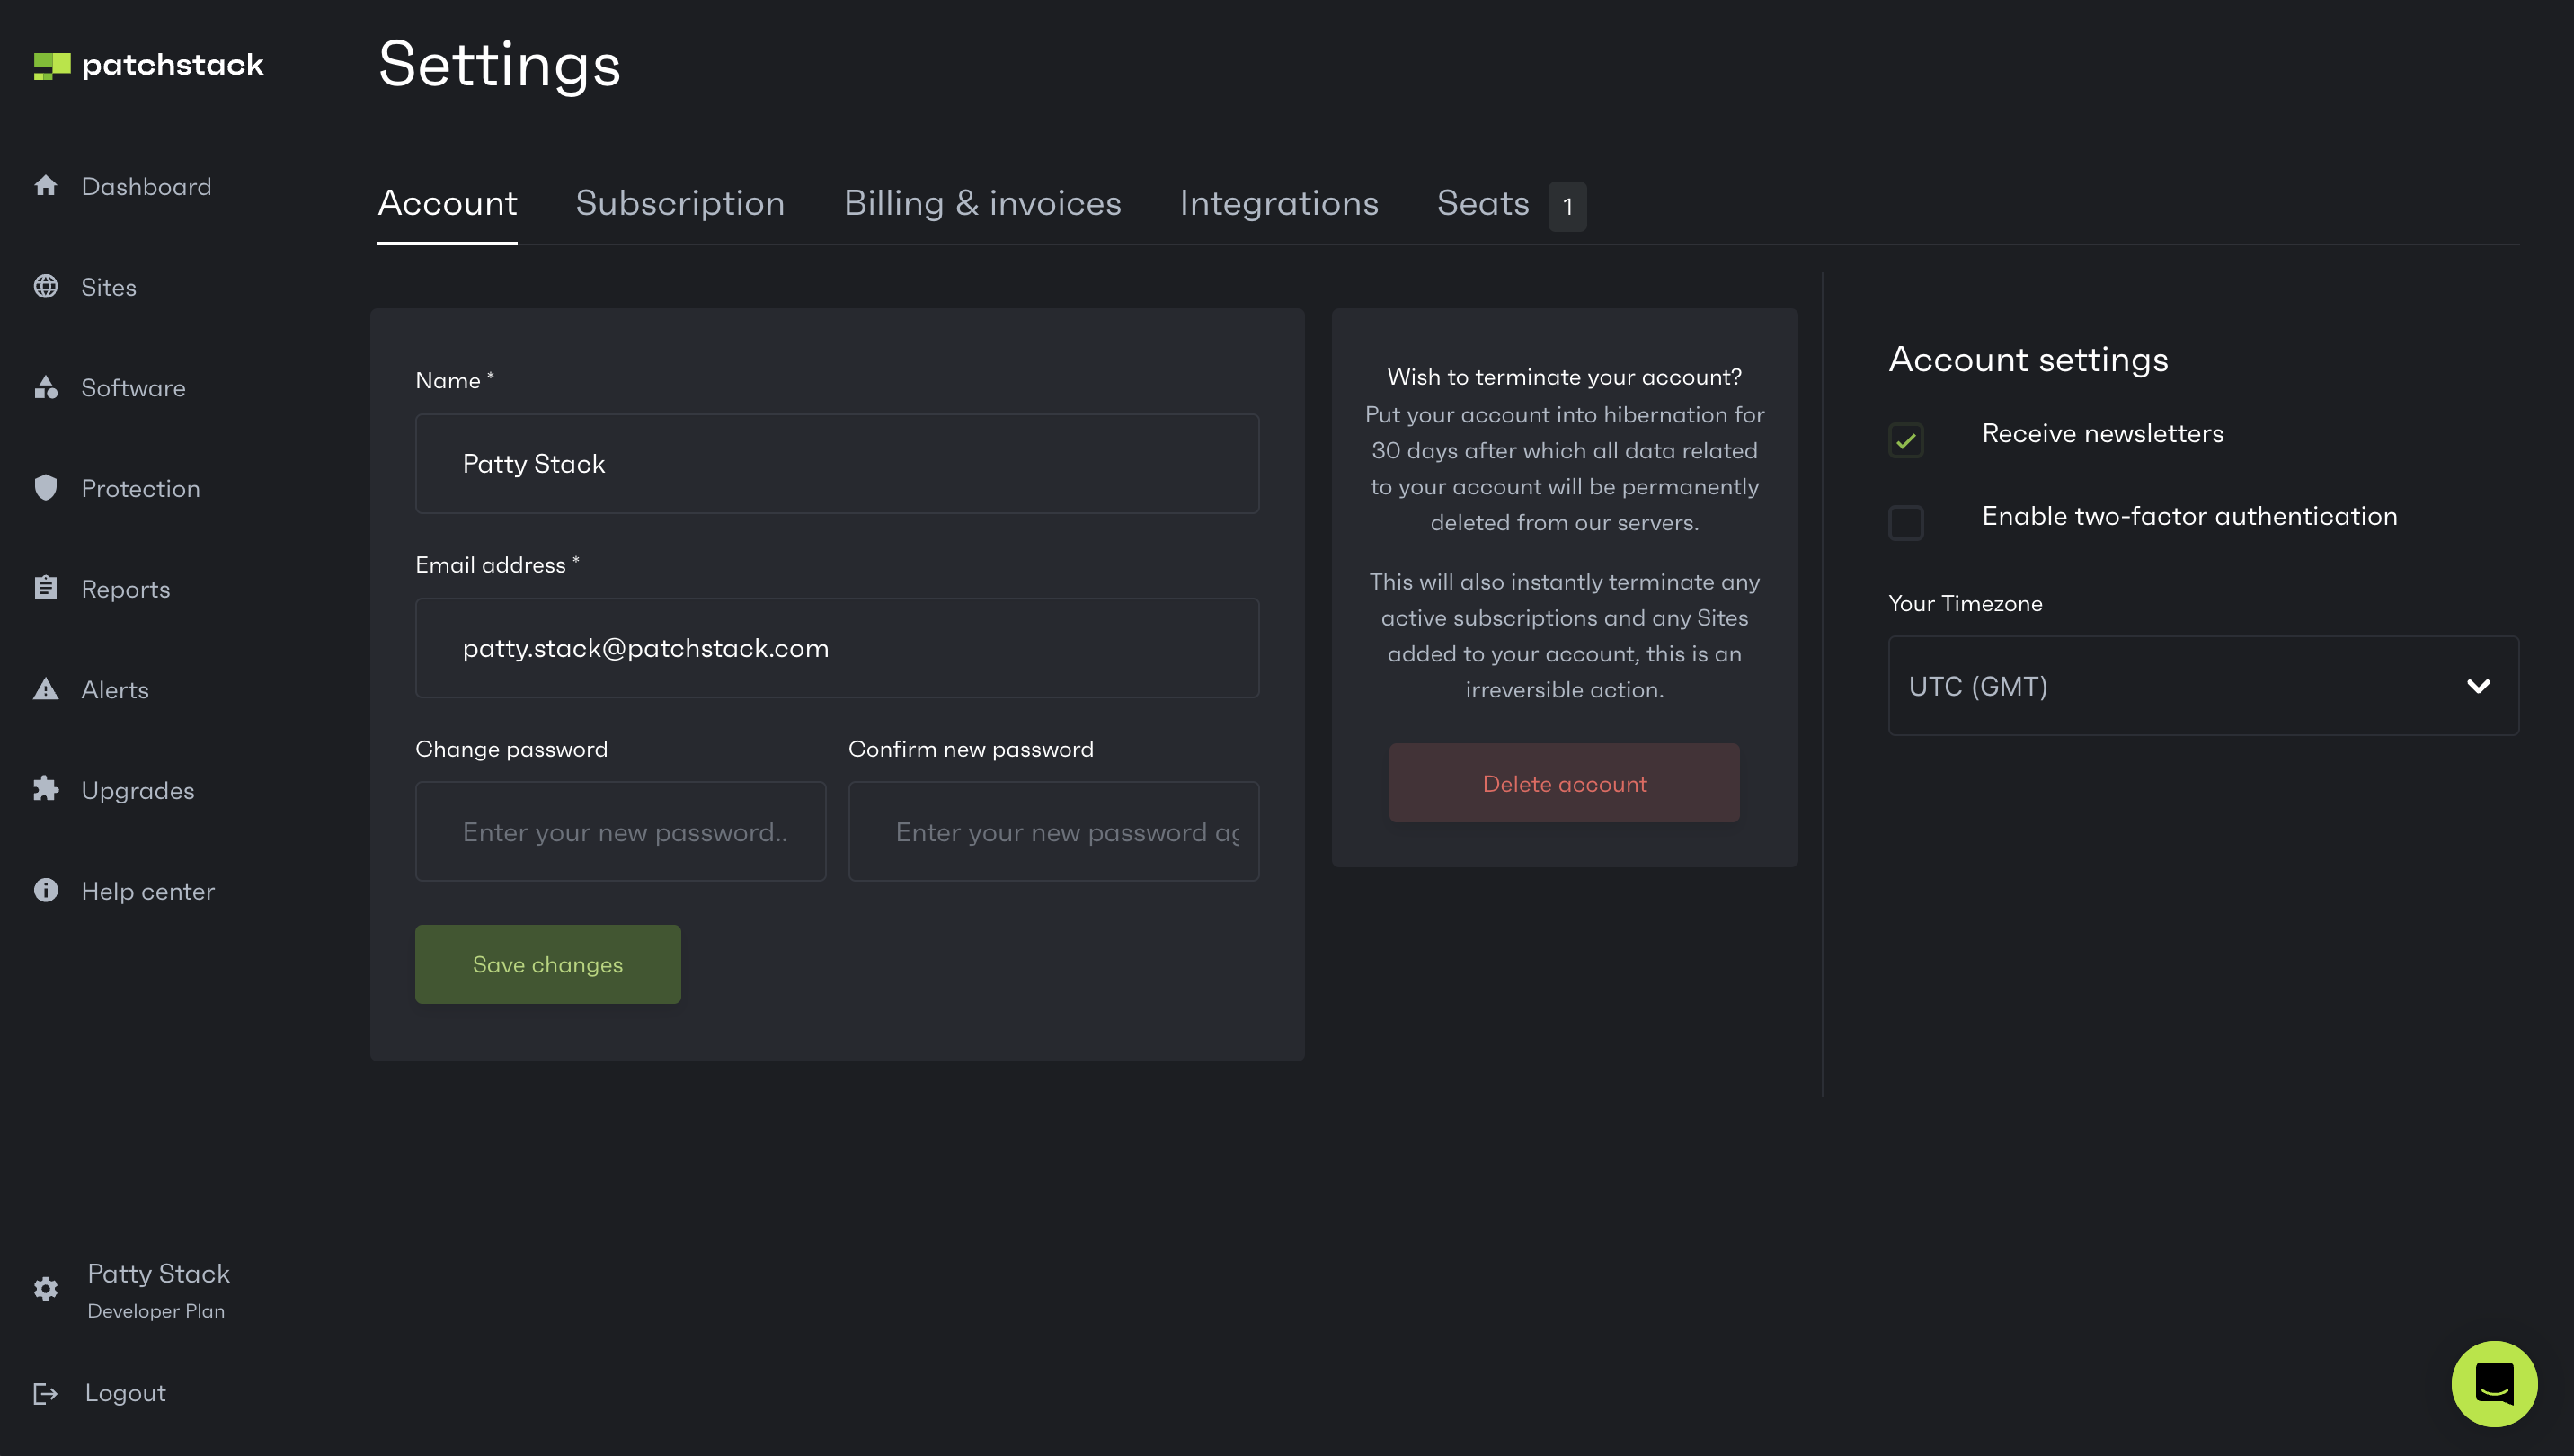 patchstack
Settings
Dashboard
Sites
Software
Protection
Reports
Alerts
Upgrades
Help center
Patty Stack
Developer Plan
Logout
Account
Subscription
Billing & invoices
Integrations
Seats 1
Name *
Patty Stack
Email address *
patty.stack@patchstack.com
Change password
Enter your new password..
Confirm new password
Enter your new password ag
Save changes
Wish to terminate your account?
Put your account into hibernation for
30 days after which all data related
to your account will be permanently
deleted from our servers.
This will also instantly terminate any
active subscriptions and any Sites
added to your account, this is an
irreversible action.
Delete account
Account settings
Receive newsletters
Enable two-factor authentication
Your Timezone
UTC (GMT)